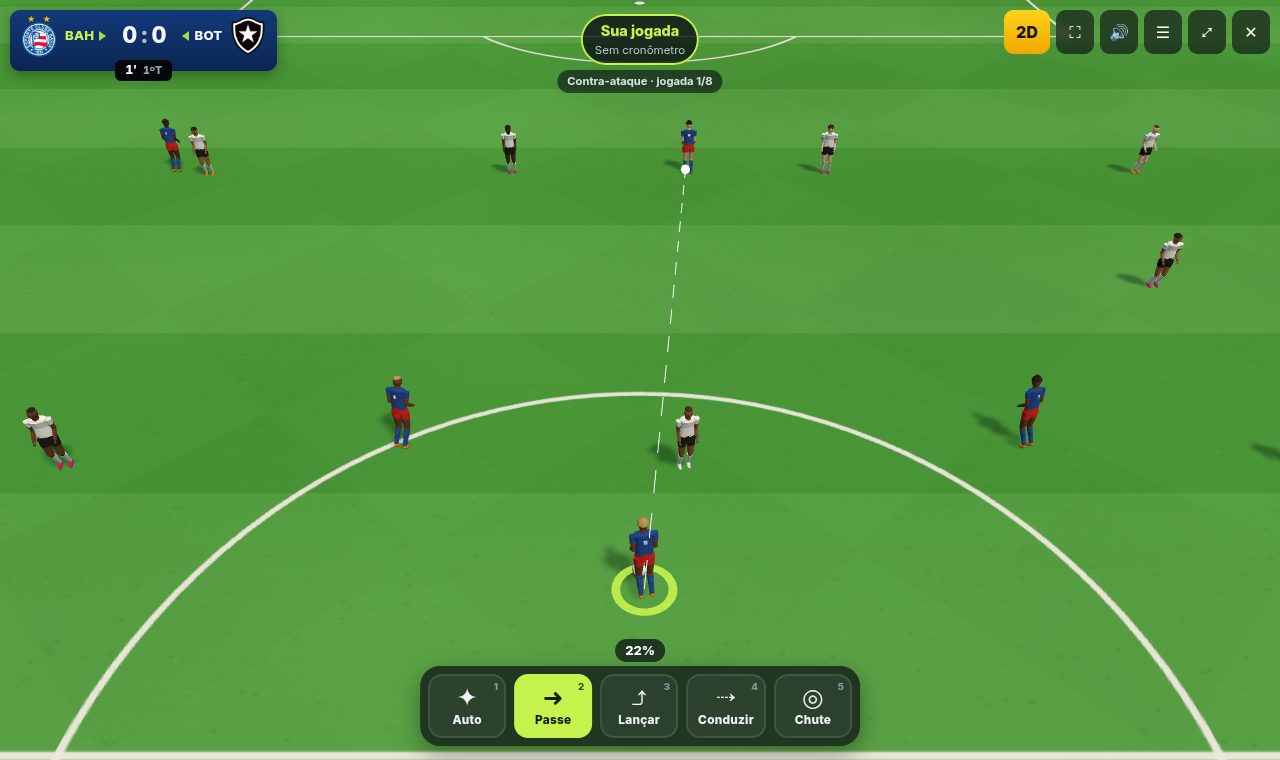 BAH 0:0 BOT
1' 1ºT
Sua jogada
Sem cronômetro
Contra-ataque · jogada 1/8
2D
22%
1 2 3 4 5
Auto Passe Lançar Conduzir Chute